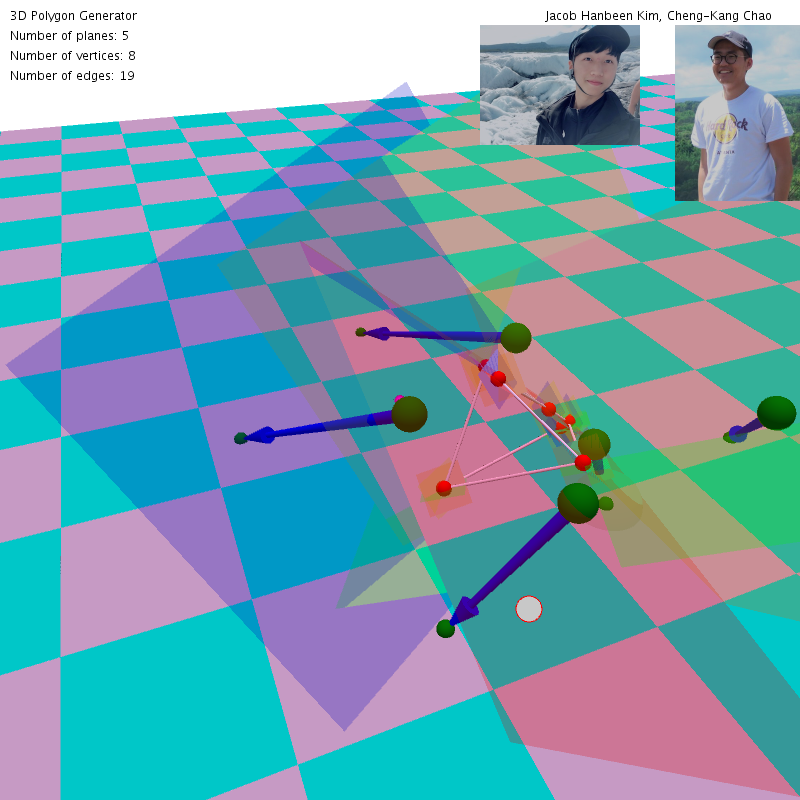 3D Polygon Generator
Jacob Hanbeen Kim, Cheng-Kang Chao
Number of planes: 5
Number of vertices: 8
Number of edges: 19